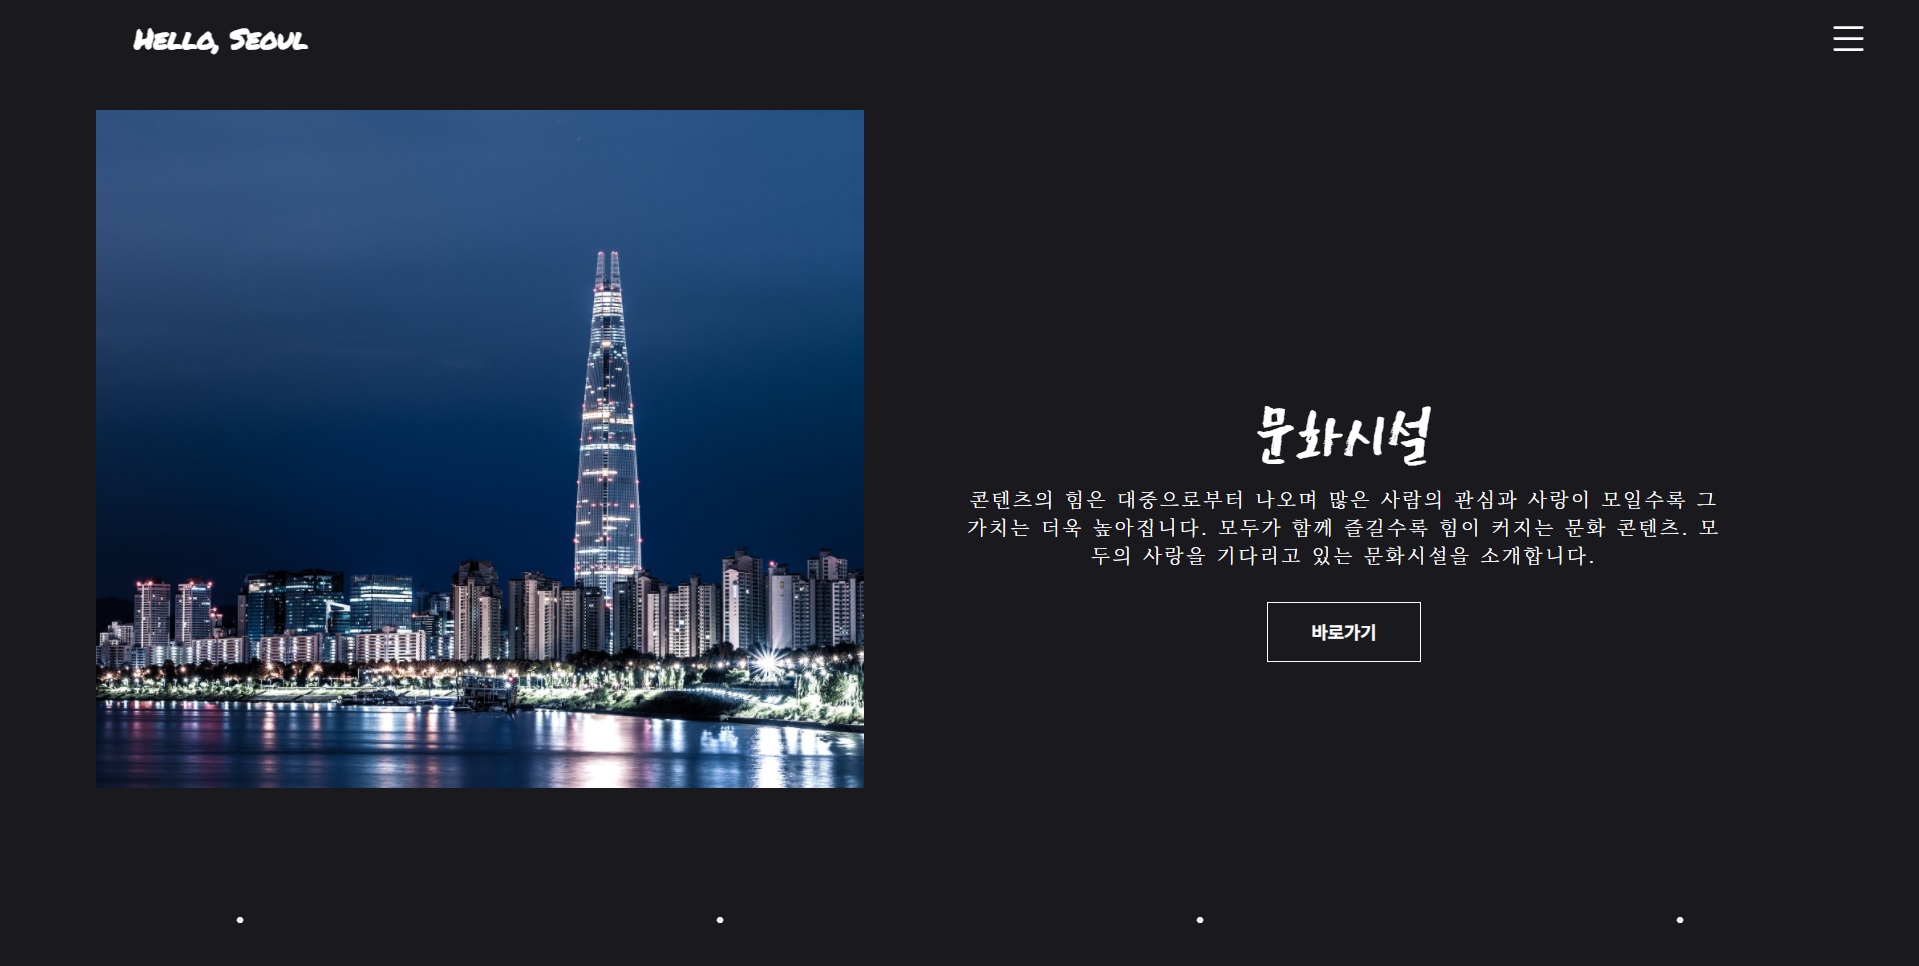 Hello, Seoul
문화시설
콘텐츠의 힘은 대중으로부터 나오며 많은 사람의 관심과 사랑이 모일수록 그
가치는 더욱 높아집니다. 모두가 함께 즐길수록 힘이 커지는 문화 콘텐츠. 모
두의 사랑을 기다리고 있는 문화시설을 소개합니다.
바로가기